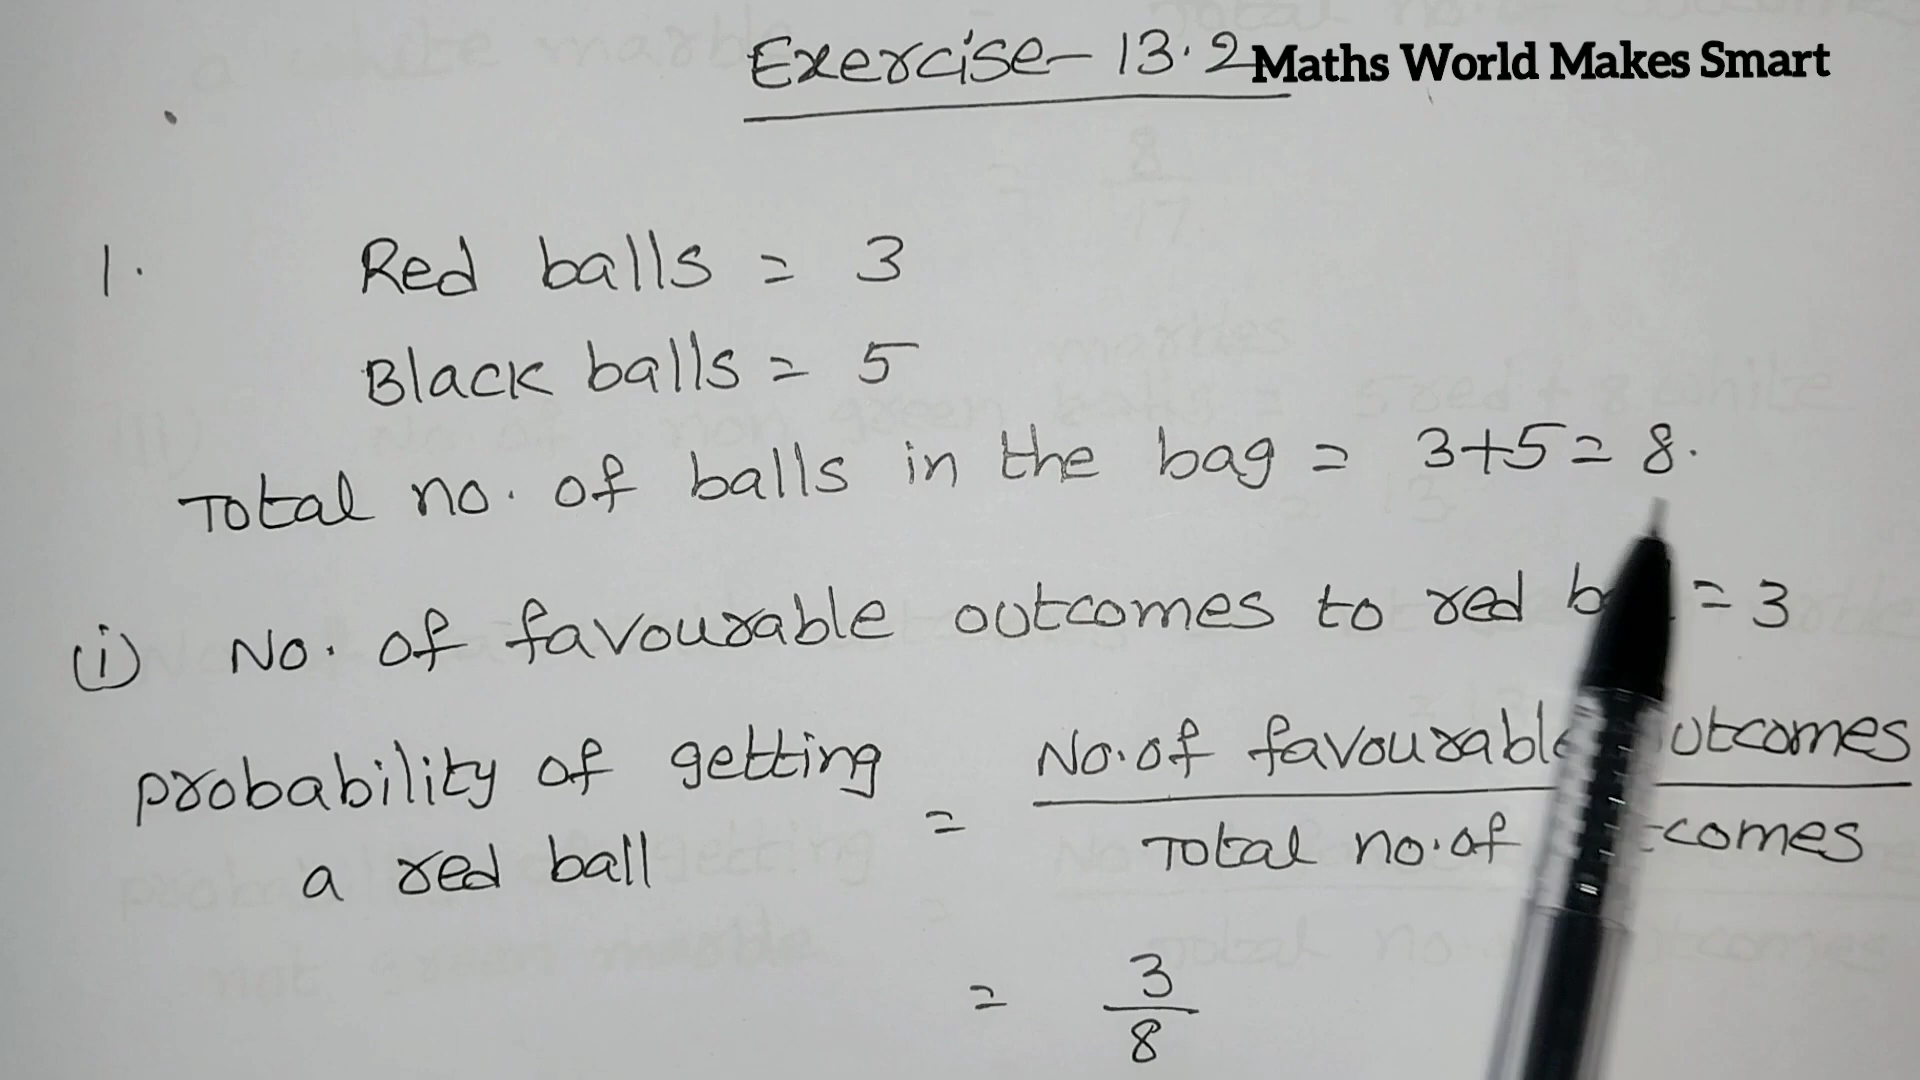 Exercise- 13.2 Maths World Makes Smart
1. Red balls = 3
Black balls = 5
Total no. of balls in the bag = 3+5= 8.
(i) No. of favourable outcomes to red = 3
probability of getting a red ball = No. of favourable outcomes
Total no. of
= 3
8